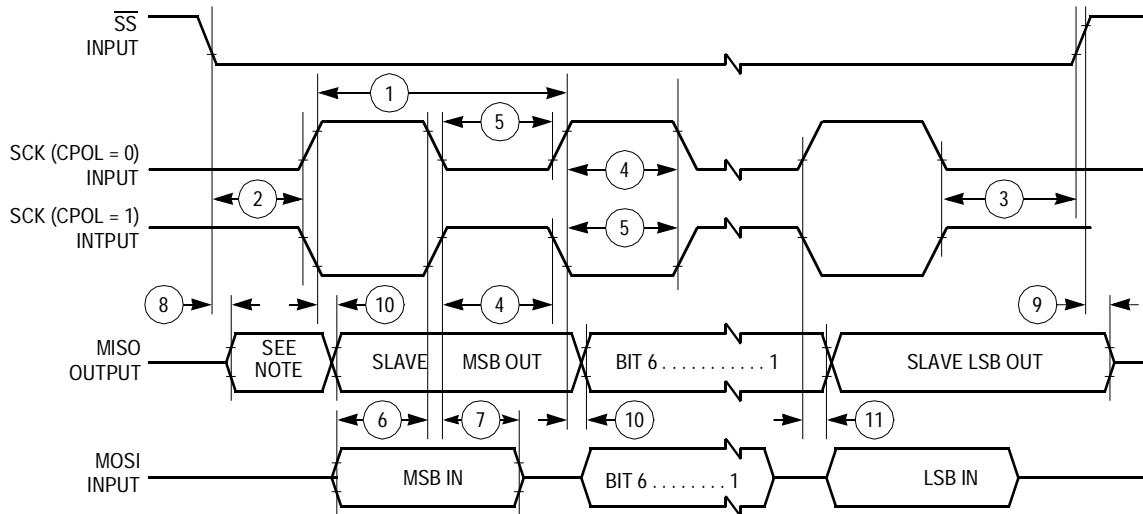 SS
INPUT
1
5
SCK (CPOL = 0)
INPUT
4
2
3
SCK (CPOL = 1)
INTPUT
5
8
10
4
9
MISO
OUTPUT
SEE
NOTE
SLAVE
MSB OUT
BIT 6 . . . . . . . . . . . 1
SLAVE LSB OUT
6
7
10
11
MOSI
INPUT
MSB IN
BIT 6 . . . . . . . . 1
LSB IN